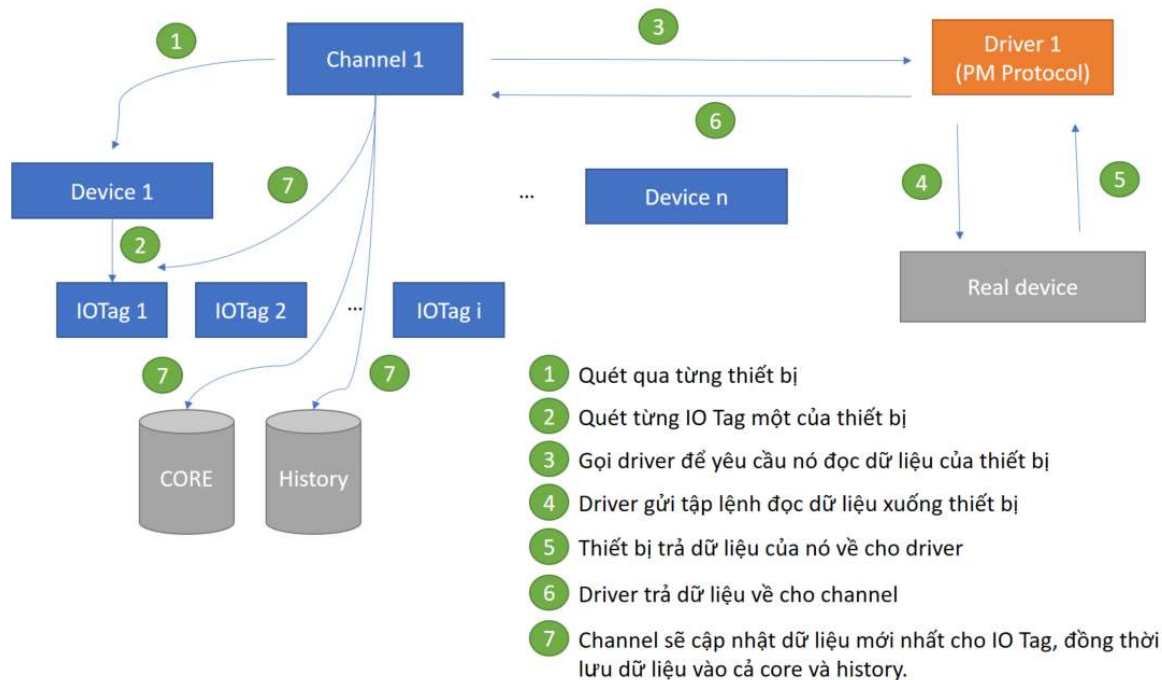 1
3
Channel 1
Driver 1
(PM Protocol)
6
Device 1
7
...
Device n
4
5
2
IOTag 1
IOTag 2
...
IOTag i
Real device
7
7
CORE
History
1 Quét qua từng thiết bị
2 Quét từng IO Tag một của thiết bị
3 Gọi driver để yêu cầu nó đọc dữ liệu của thiết bị
4 Driver gửi tập lệnh đọc dữ liệu xuống thiết bị
5 Thiết bị trả dữ liệu của nó về cho driver
6 Driver trả dữ liệu về cho channel
7 Channel sẽ cập nhật dữ liệu mới nhất cho IO Tag, đồng thời
lưu dữ liệu vào cả core và history.